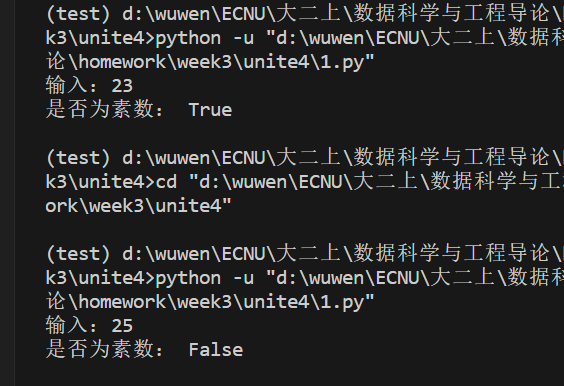 (test) d:\wuwen\ECNU\大二上\数据科学与工程导论\
k3\unite4>python -u "d:\wuwen\ECNU\大二上\数据科
论\homework\week3\unite4\1.py"
输入：23
是否为素数： True
(test) d:\wuwen\ECNU\大二上\数据科学与工程导论\
k3\unite4>cd "d:\wuwen\ECNU\大二上\数据科学与工
ork\week3\unite4"
(test) d:\wuwen\ECNU\大二上\数据科学与工程导论\
k3\unite4>python -u "d:\wuwen\ECNU\大二上\数据科
论\homework\week3\unite4\1.py"
输入：25
是否为素数： False